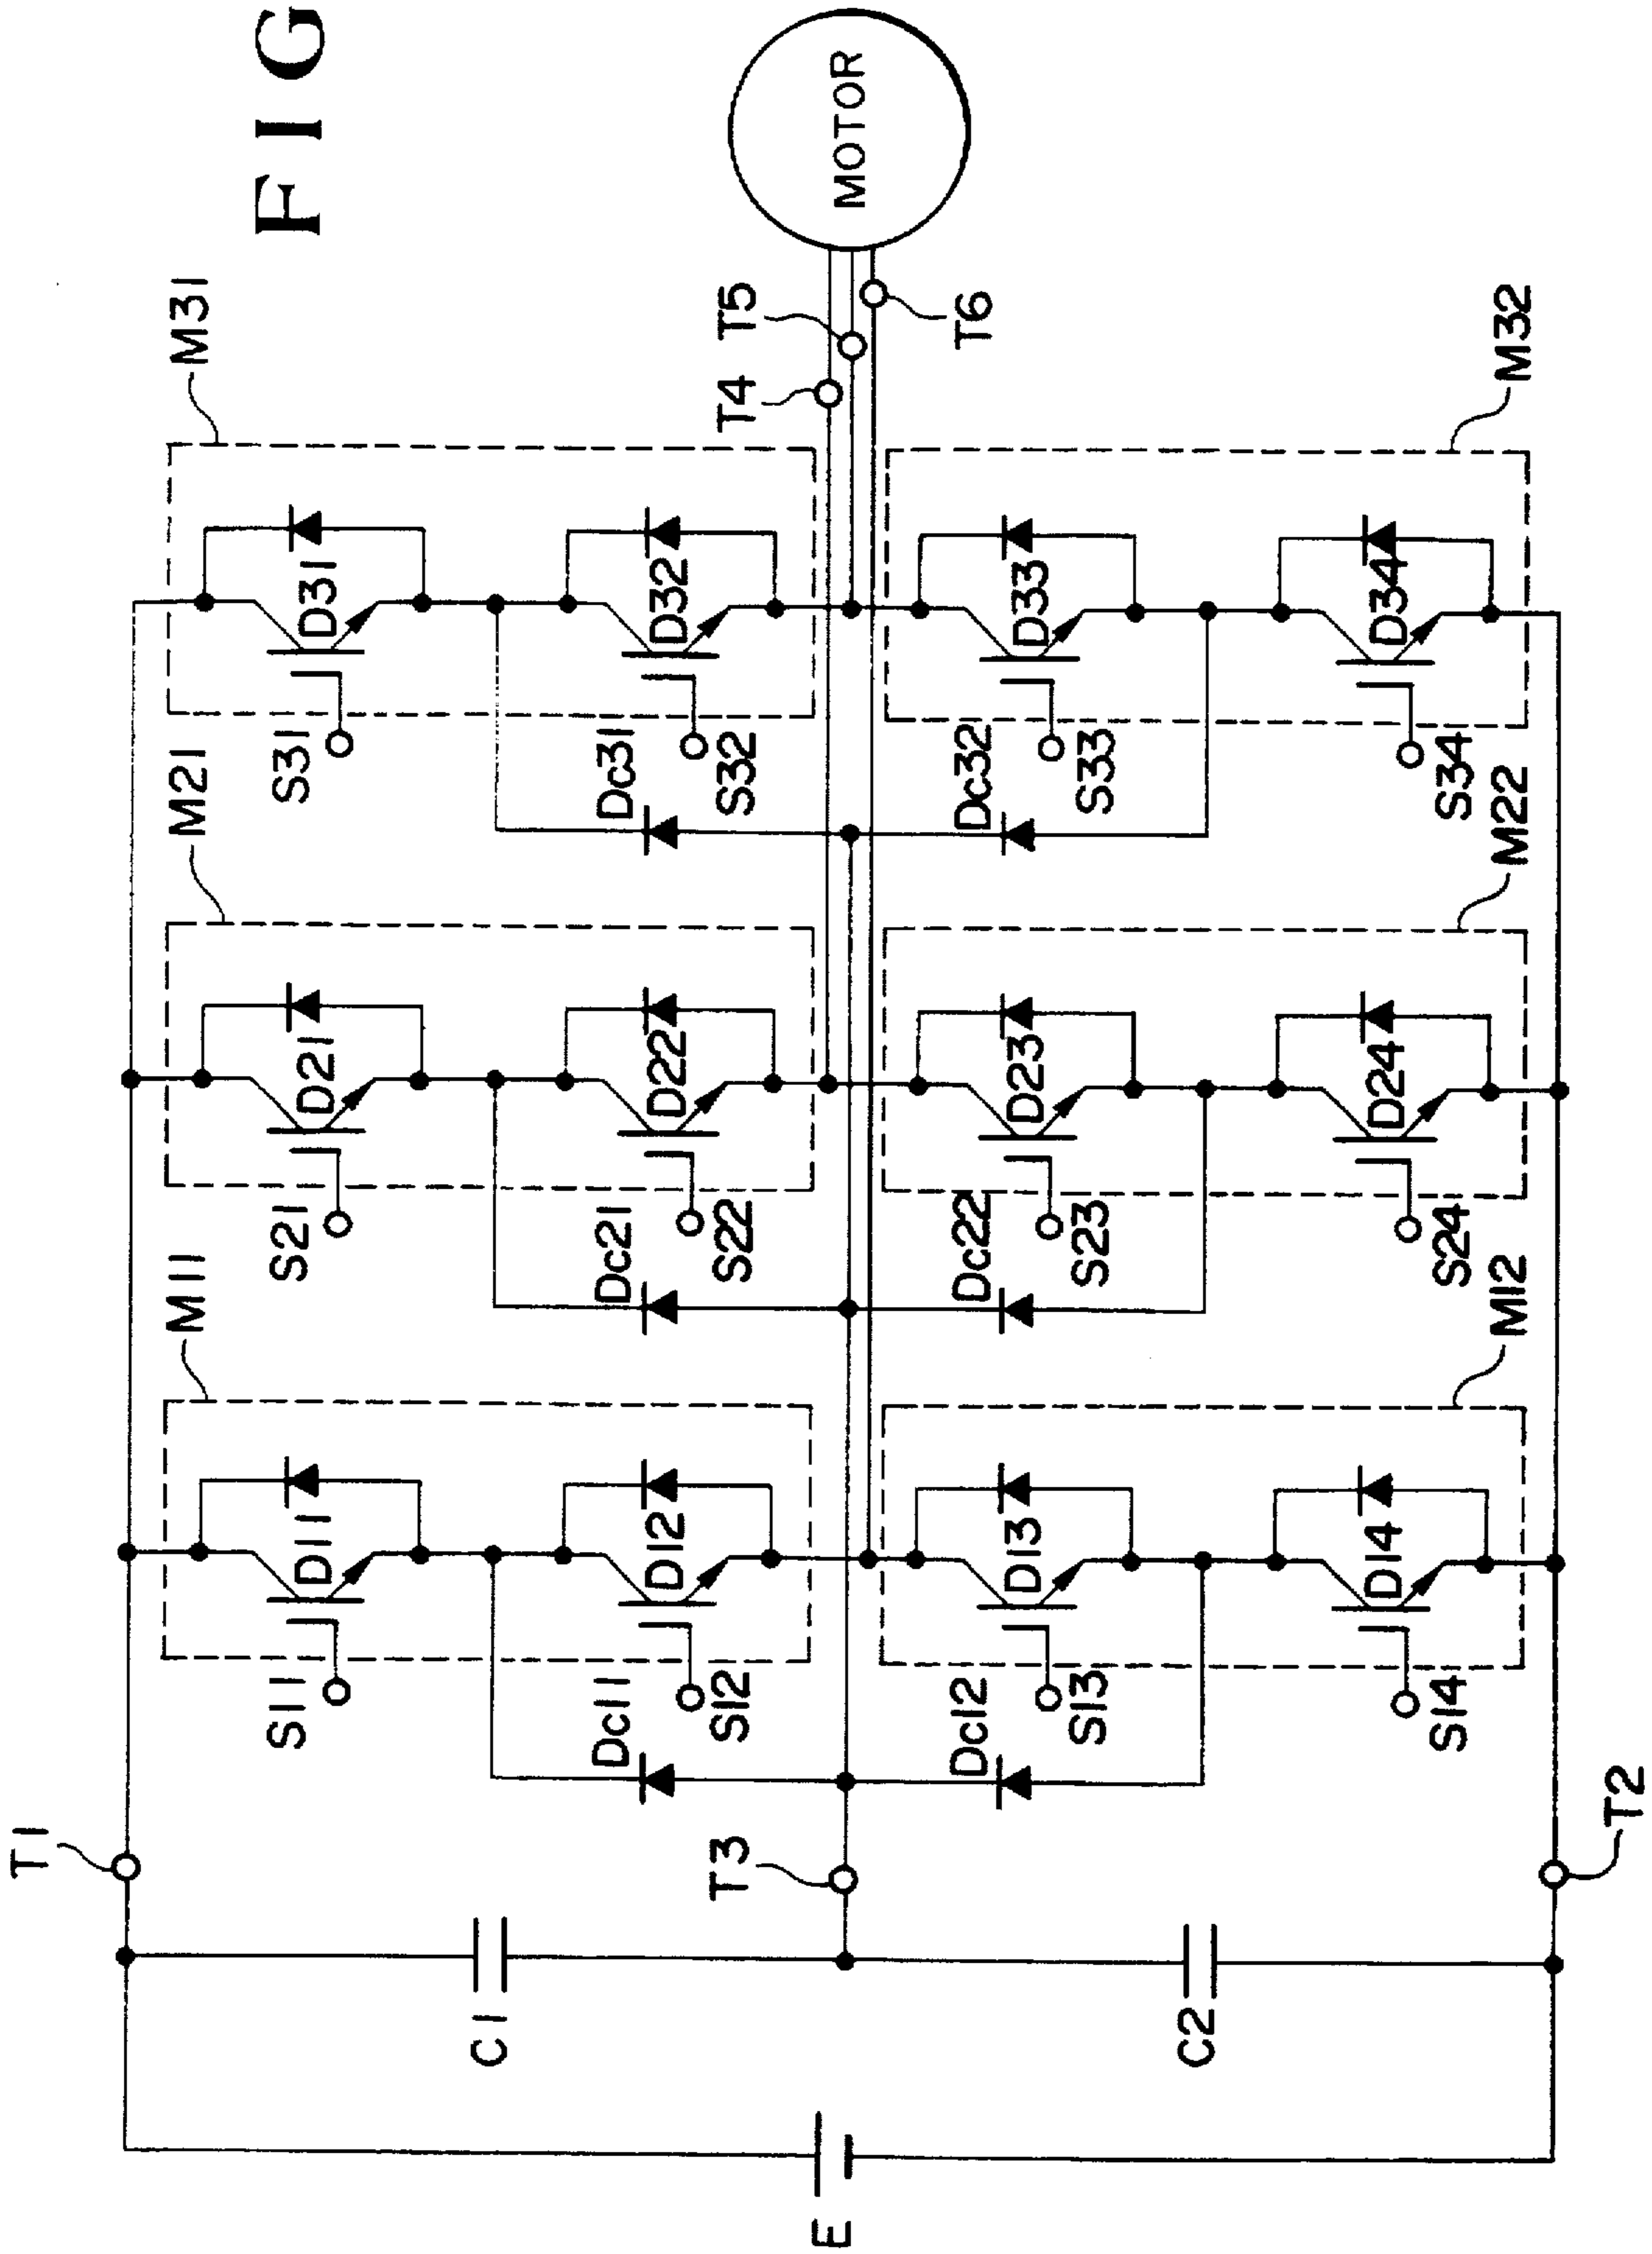 FIG
M11
M21
M31
T1
S11
D11
S21
D21
S31
D31
C1
Dc11
S12
D12
Dc21
S22
D22
Dc31
S32
D32
T4
T5
MOTOR
E
T3
T6
Dc12
S13
D13
Dc22
S23
D23
Dc32
S33
D33
C2
S14
D14
S24
D24
S34
D34
M12
M22
M32
T2